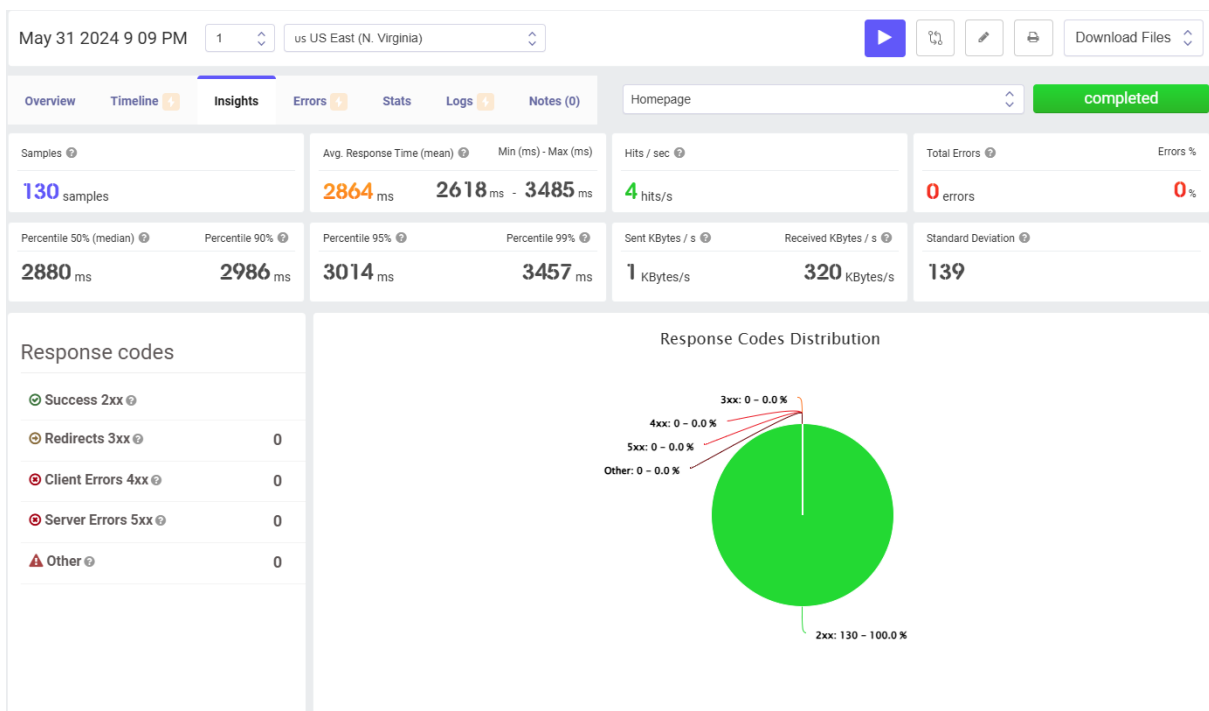 May 31 2024 9 09 PM 1 us US East (N. Virginia) Download Files
Overview Timeline Insights Errors Stats Logs Notes (0) Homepage completed
Samples
130 samples
Avg. Response Time (mean) Min (ms) - Max (ms)
2864 ms 2618 ms - 3485 ms
Hits / sec
4 hits/s
Total Errors Errors %
0 errors 0 %
Percentile 50% (median) Percentile 90%
2880 ms 2986 ms
Percentile 95% Percentile 99%
3014 ms 3457 ms
Sent KBytes / s Received KBytes / s
1 KBytes/s 320 KBytes/s
Standard Deviation
139
Response codes
Success 2xx
Redirects 3xx 0
Client Errors 4xx 0
Server Errors 5xx 0
Other 0
Response Codes Distribution
3xx: 0 – 0.0 %
4xx: 0 – 0.0 %
5xx: 0 – 0.0 %
Other: 0 – 0.0 %
2xx: 130 – 100.0 %